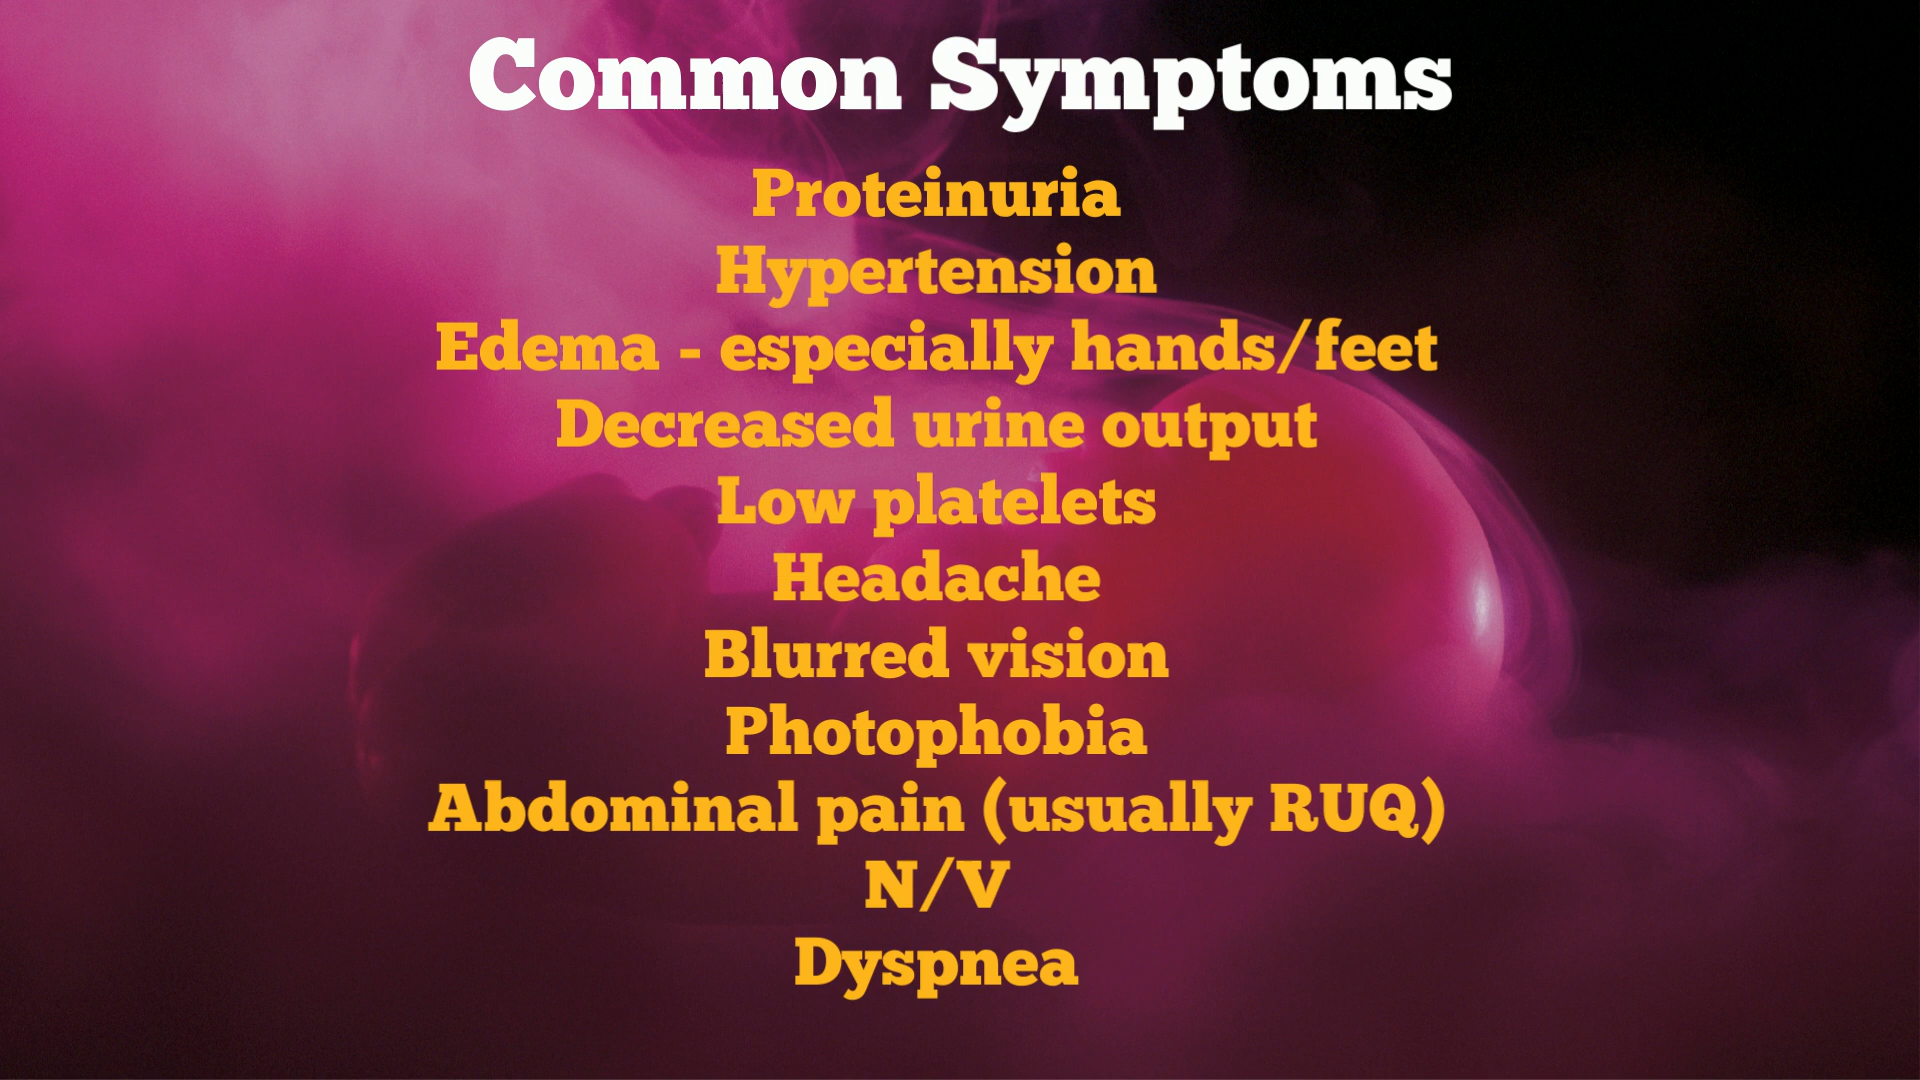 Common Symptoms
Proteinuria
Hypertension
Edema - especially hands/feet
Decreased urine output
Low platelets
Headache
Blurred vision
Photophobia
Abdominal pain (usually RUQ)
N/V
Dyspnea